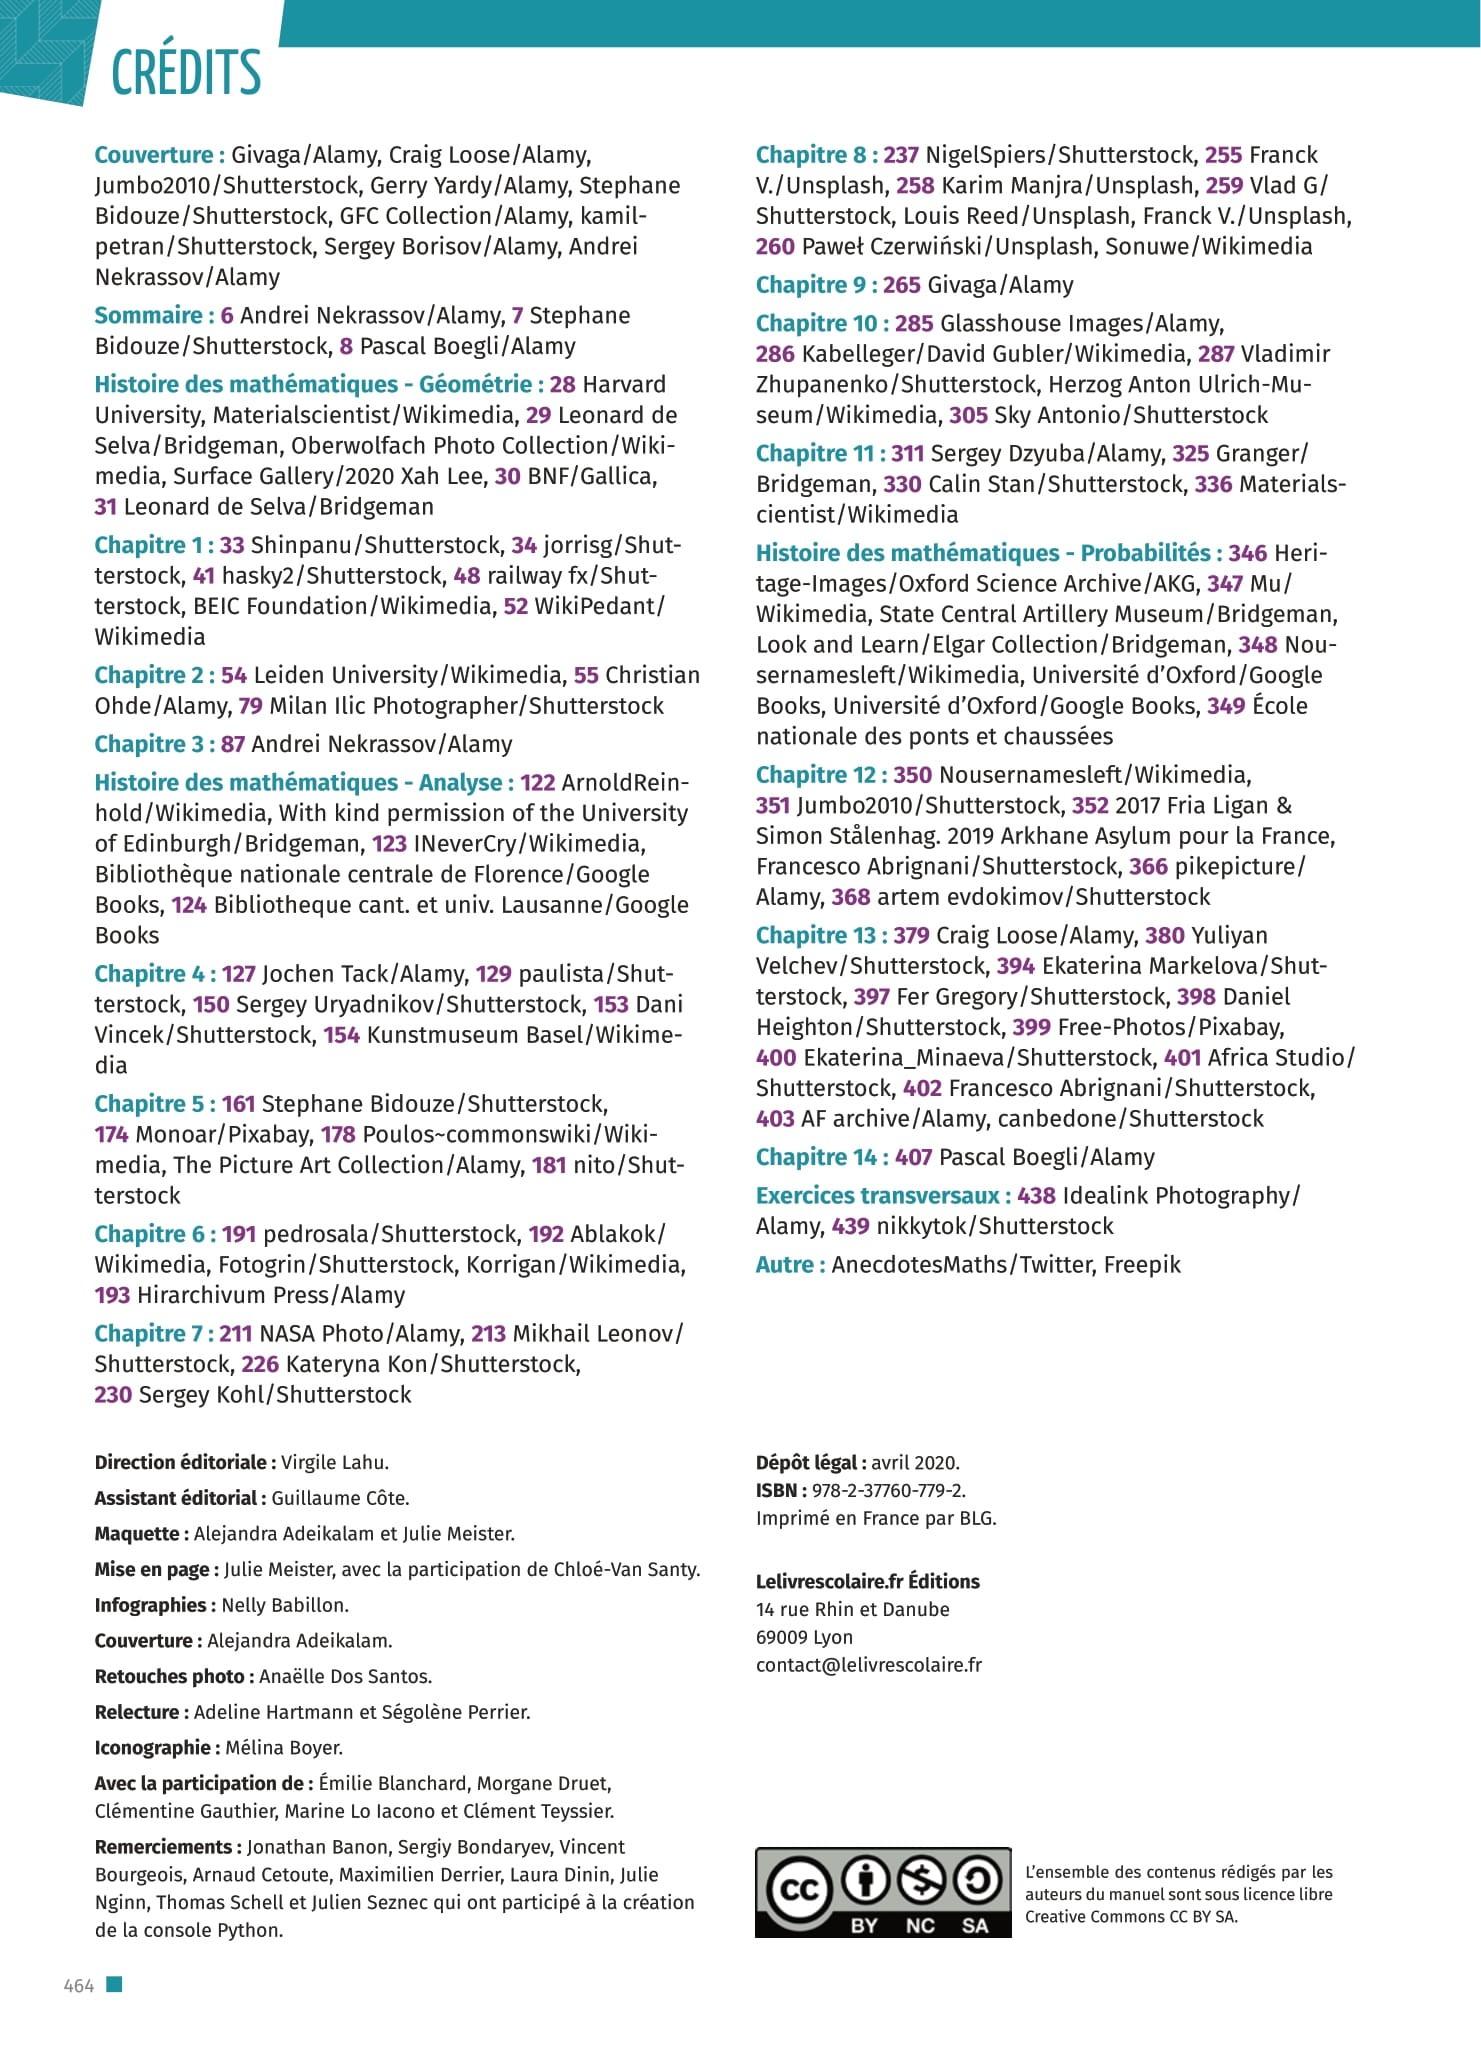 CRÉDITS
Couverture : Givaga/Alamy, Craig Loose/Alamy,
Jumbo2010/Shutterstock, Gerry Yardy/Alamy, Stephane
Bidouze/Shutterstock, GFC Collection/Alamy, kamil-
petran/Shutterstock, Sergey Borisov/Alamy, Andrei
Nekrassov/Alamy
Sommaire : 6 Andrei Nekrassov/Alamy, 7 Stephane
Bidouze/Shutterstock, 8 Pascal Boegli/Alamy
Histoire des mathématiques - Géométrie : 28 Harvard
University, Materialscientist/Wikimedia, 29 Leonard de
Selva/Bridgeman, Oberwolfach Photo Collection/Wiki-
media, Surface Gallery/2020 Xah Lee, 30 BNF/Gallica,
31 Leonard de Selva/Bridgeman
Chapitre 1 : 33 Shinpanu/Shutterstock, 34 jorrisg/Shut-
terstock, 41 hasky2/Shutterstock, 48 railway fx/Shut-
terstock, BEIC Foundation/Wikimedia, 52 WikiPedant/
Wikimedia
Chapitre 2 : 54 Leiden University/Wikimedia, 55 Christian
Ohde/Alamy, 79 Milan Ilic Photographer/Shutterstock
Chapitre 3 : 87 Andrei Nekrassov/Alamy
Histoire des mathématiques - Analyse : 122 ArnoldRein-
hold/Wikimedia, With kind permission of the University
of Edinburgh/Bridgeman, 123 INeverCry/Wikimedia,
Bibliothèque nationale centrale de Florence/Google
Books, 124 Bibliotheque cant. et univ. Lausanne/Google
Books
Chapitre 4 : 127 Jochen Tack/Alamy, 129 paulista/Shut-
terstock, 150 Sergey Uryadnikov/Shutterstock, 153 Dani
Vincek/Shutterstock, 154 Kunstmuseum Basel/Wikime-
dia
Chapitre 5 : 161 Stephane Bidouze/Shutterstock,
174 Monoar/Pixabay, 178 Poulos~commonswiki/Wiki-
media, The Picture Art Collection/Alamy, 181 nito/Shut-
terstock
Chapitre 6 : 191 pedrosala/Shutterstock, 192 Ablakok/
Wikimedia, Fotogrin/Shutterstock, Korrigan/Wikimedia,
193 Hirarchivum Press/Alamy
Chapitre 7 : 211 NASA Photo/Alamy, 213 Mikhail Leonov/
Shutterstock, 226 Kateryna Kon/Shutterstock,
230 Sergey Kohl/Shutterstock
Chapitre 8 : 237 NigelSpiers/Shutterstock, 255 Franck
V./Unsplash, 258 Karim Manjra/Unsplash, 259 Vlad G/
Shutterstock, Louis Reed/Unsplash, Franck V./Unsplash,
260 Paweł Czerwiński/Unsplash, Sonuwe/Wikimedia
Chapitre 9 : 265 Givaga/Alamy
Chapitre 10 : 285 Glasshouse Images/Alamy,
286 Kabelleger/David Gubler/Wikimedia, 287 Vladimir
Zhupanenko/Shutterstock, Herzog Anton Ulrich-Mu-
seum/Wikimedia, 305 Sky Antonio/Shutterstock
Chapitre 11 : 311 Sergey Dzyuba/Alamy, 325 Granger/
Bridgeman, 330 Calin Stan/Shutterstock, 336 Materials-
cientist/Wikimedia
Histoire des mathématiques - Probabilités : 346 Heri-
tage-Images/Oxford Science Archive/AKG, 347 Mu/
Wikimedia, State Central Artillery Museum/Bridgeman,
Look and Learn/Elgar Collection/Bridgeman, 348 Nou-
sernamesleft/Wikimedia, Université d'Oxford/Google
Books, Université d'Oxford/Google Books, 349 École
nationale des ponts et chaussées
Chapitre 12 : 350 Nousernamesleft/Wikimedia,
351 Jumbo2010/Shutterstock, 352 2017 Fria Ligan &
Simon Stålenhag. 2019 Arkhane Asylum pour la France,
Francesco Abrignani/Shutterstock, 366 pikepicture/
Alamy, 368 artem evdokimov/Shutterstock
Chapitre 13 : 379 Craig Loose/Alamy, 380 Yuliyan
Velchev/Shutterstock, 394 Ekaterina Markelova/Shut-
terstock, 397 Fer Gregory/Shutterstock, 398 Daniel
Heighton/Shutterstock, 399 Free-Photos/Pixabay,
400 Ekaterina_Minaeva/Shutterstock, 401 Africa Studio/
Shutterstock, 402 Francesco Abrignani/Shutterstock,
403 AF archive/Alamy, canbedone/Shutterstock
Chapitre 14 : 407 Pascal Boegli/Alamy
Exercices transversaux : 438 Idealink Photography/
Alamy, 439 nikkytok/Shutterstock
Autre : AnecdotesMaths/Twitter, Freepik
Direction éditoriale : Virgile Lahu.
Assistant éditorial : Guillaume Côte.
Maquette : Alejandra Adeikalam et Julie Meister.
Mise en page : Julie Meister, avec la participation de Chloé-Van Santy.
Infographies : Nelly Babillon.
Couverture : Alejandra Adeikalam.
Retouches photo : Anaëlle Dos Santos.
Relecture : Adeline Hartmann et Ségolène Perrier.
Iconographie : Mélina Boyer.
Avec la participation de : Émilie Blanchard, Morgane Druet,
Clémentine Gauthier, Marine Lo Iacono et Clément Teyssier.
Remerciements : Jonathan Banon, Sergiy Bondaryev, Vincent
Bourgeois, Arnaud Cetoute, Maximilien Derrier, Laura Dinin, Julie
Nginn, Thomas Schell et Julien Seznec qui ont participé à la création
de la console Python.
Dépôt légal : avril 2020.
ISBN : 978-2-37760-779-2.
Imprimé en France par BLG.
Lelivrescolaire.fr Éditions
14 rue Rhin et Danube
69009 Lyon
contact@lelivrescolaire.fr
cc BY NC SA
L'ensemble des contenus rédigés par les
auteurs du manuel sont sous licence libre
Creative Commons CC BY SA.
464